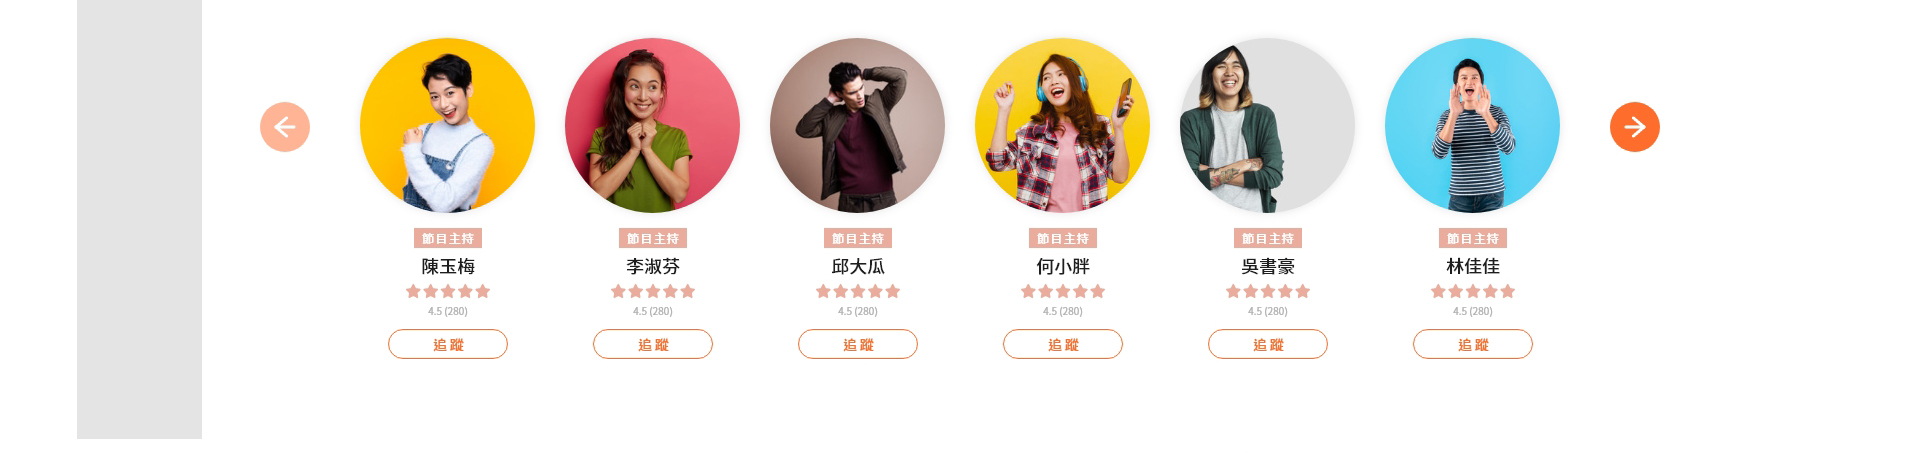 節目主持 節目主持 節目主持 節目主持 節目主持 節目主持
陳玉梅 李淑芬 邱大瓜 何小胖 吳書豪 林佳佳
4.5 (280) 4.5 (280) 4.5 (280) 4.5 (280) 4.5 (280) 4.5 (280)
追蹤 追蹤 追蹤 追蹤 追蹤 追蹤